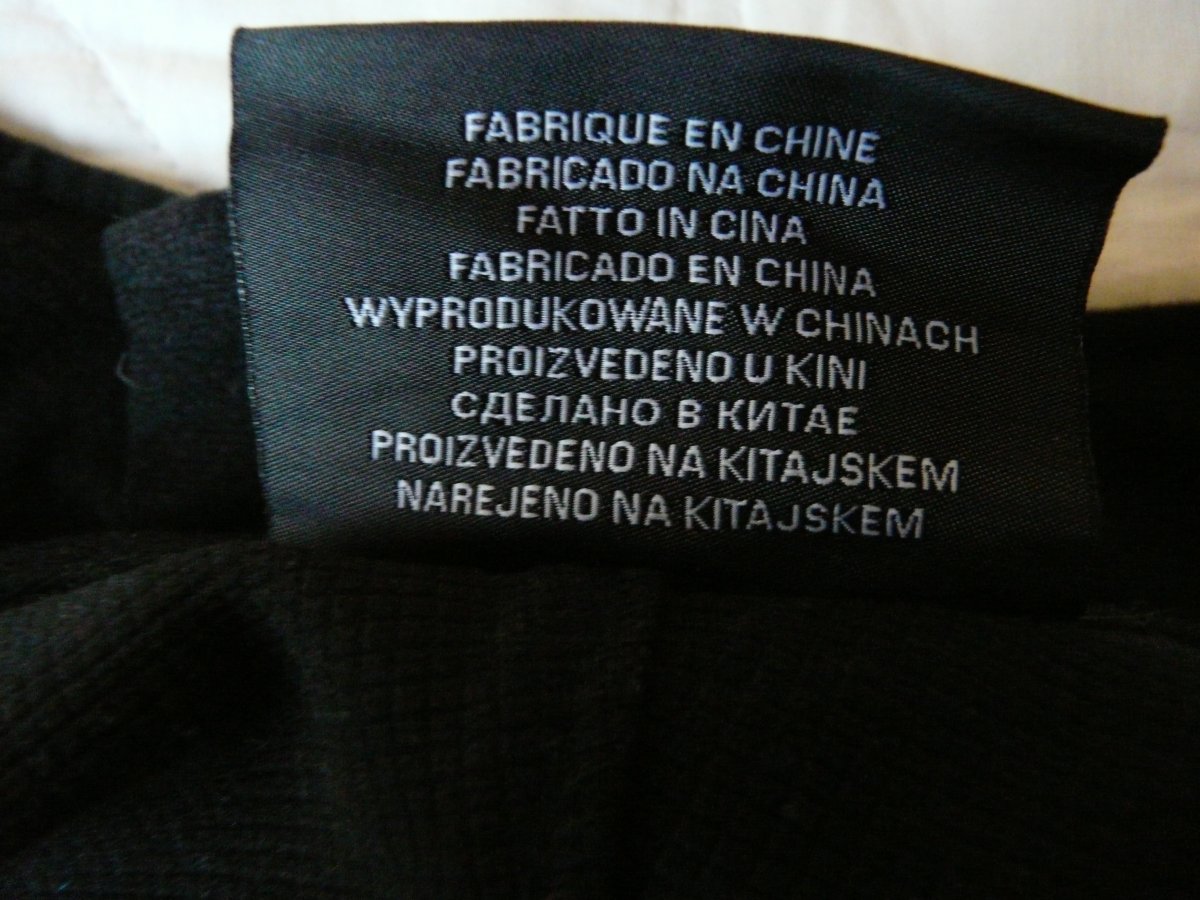 FABRIQUE EN CHINE
FABRICADO NA CHINA
FATTO IN CINA
FABRICADO EN CHINA
WYPRODUKOWANE W CHINACH
PROIZVEDENO U KINI
СДЕЛАНО В КИТАЕ
PROIZVEDENO NA KITAJSKEM
NAREJENO NA KITAJSKEM